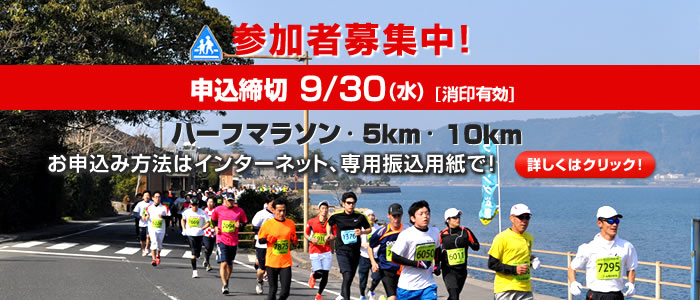 参加者募集中!
申込締切 9/30(水) [消印有効]
ハーフマラソン・5km・10km
お申込み方法はインターネット、専用振込用紙で!
詳しくはクリック!
6050
6011
7295